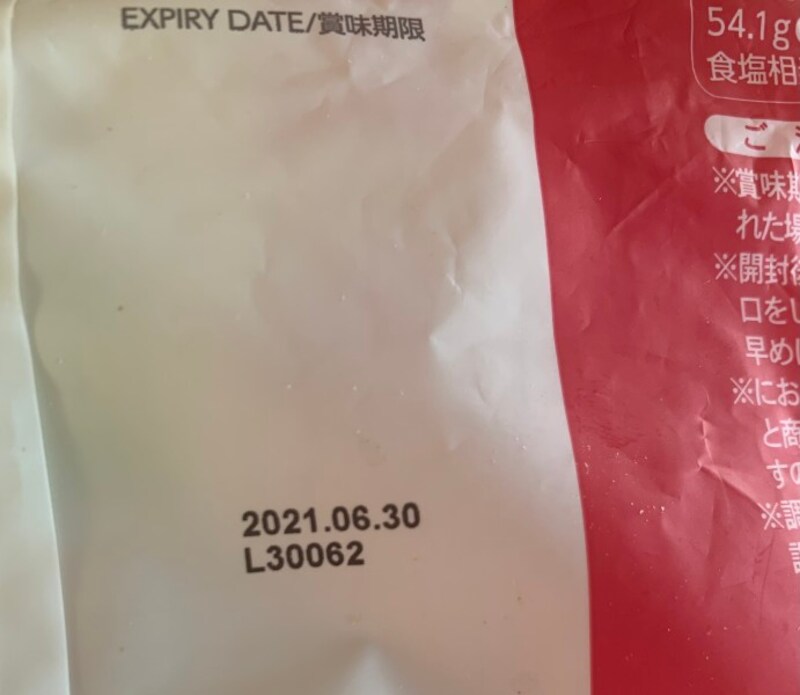 EXPIRY DATE/賞味期限
2021.06.30
L30062
54.1g
食塩相
ご
※賞味期
れた場
※開封後
口をし
早めに
※にお
と商
すの
※調